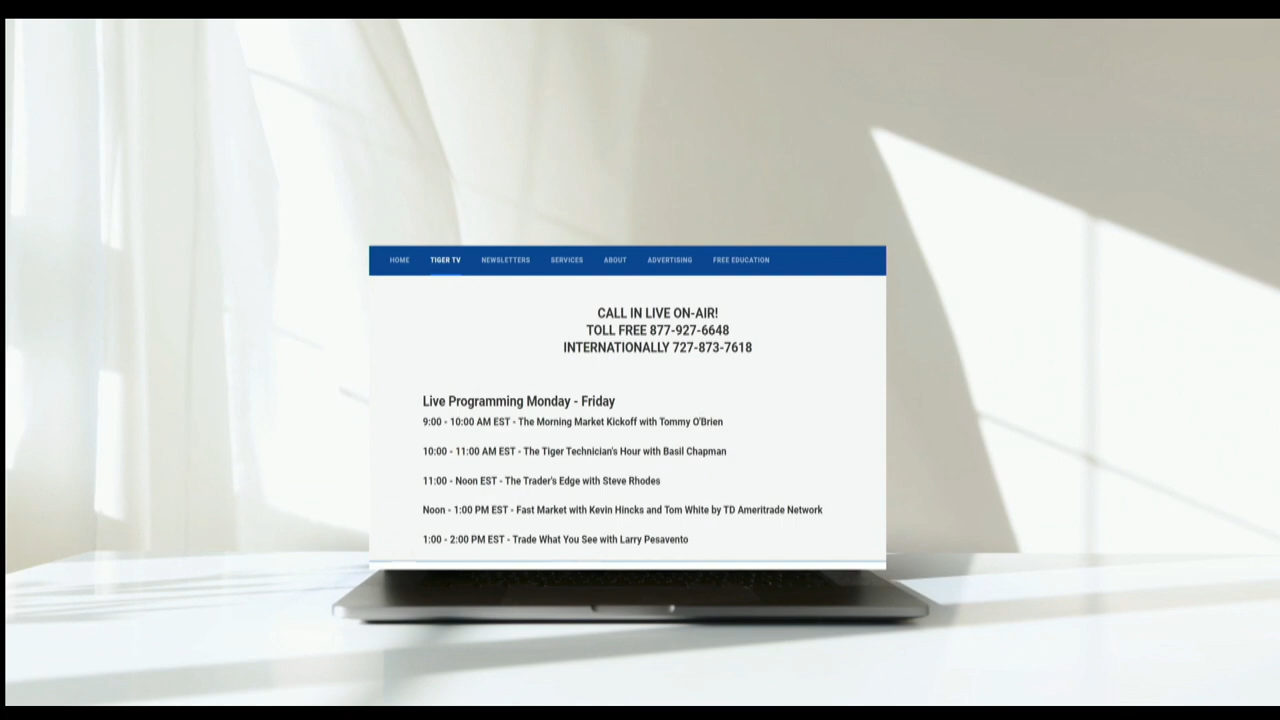 HOME TIGER TV NEWSLETTERS SERVICES ABOUT ADVERTISING FREE EDUCATION
CALL IN LIVE ON-AIR!
TOLL FREE 877-927-6648
INTERNATIONALLY 727-873-7618
Live Programming Monday - Friday
9:00 - 10:00 AM EST - The Morning Market Kickoff with Tommy O'Brien
10:00 - 11:00 AM EST - The Tiger Technician's Hour with Basil Chapman
11:00 - Noon EST - The Trader's Edge with Steve Rhodes
Noon - 1:00 PM EST - Fast Market with Kevin Hincks and Tom White by TD Ameritrade Network
1:00 - 2:00 PM EST - Trade What You See with Larry Pesavento